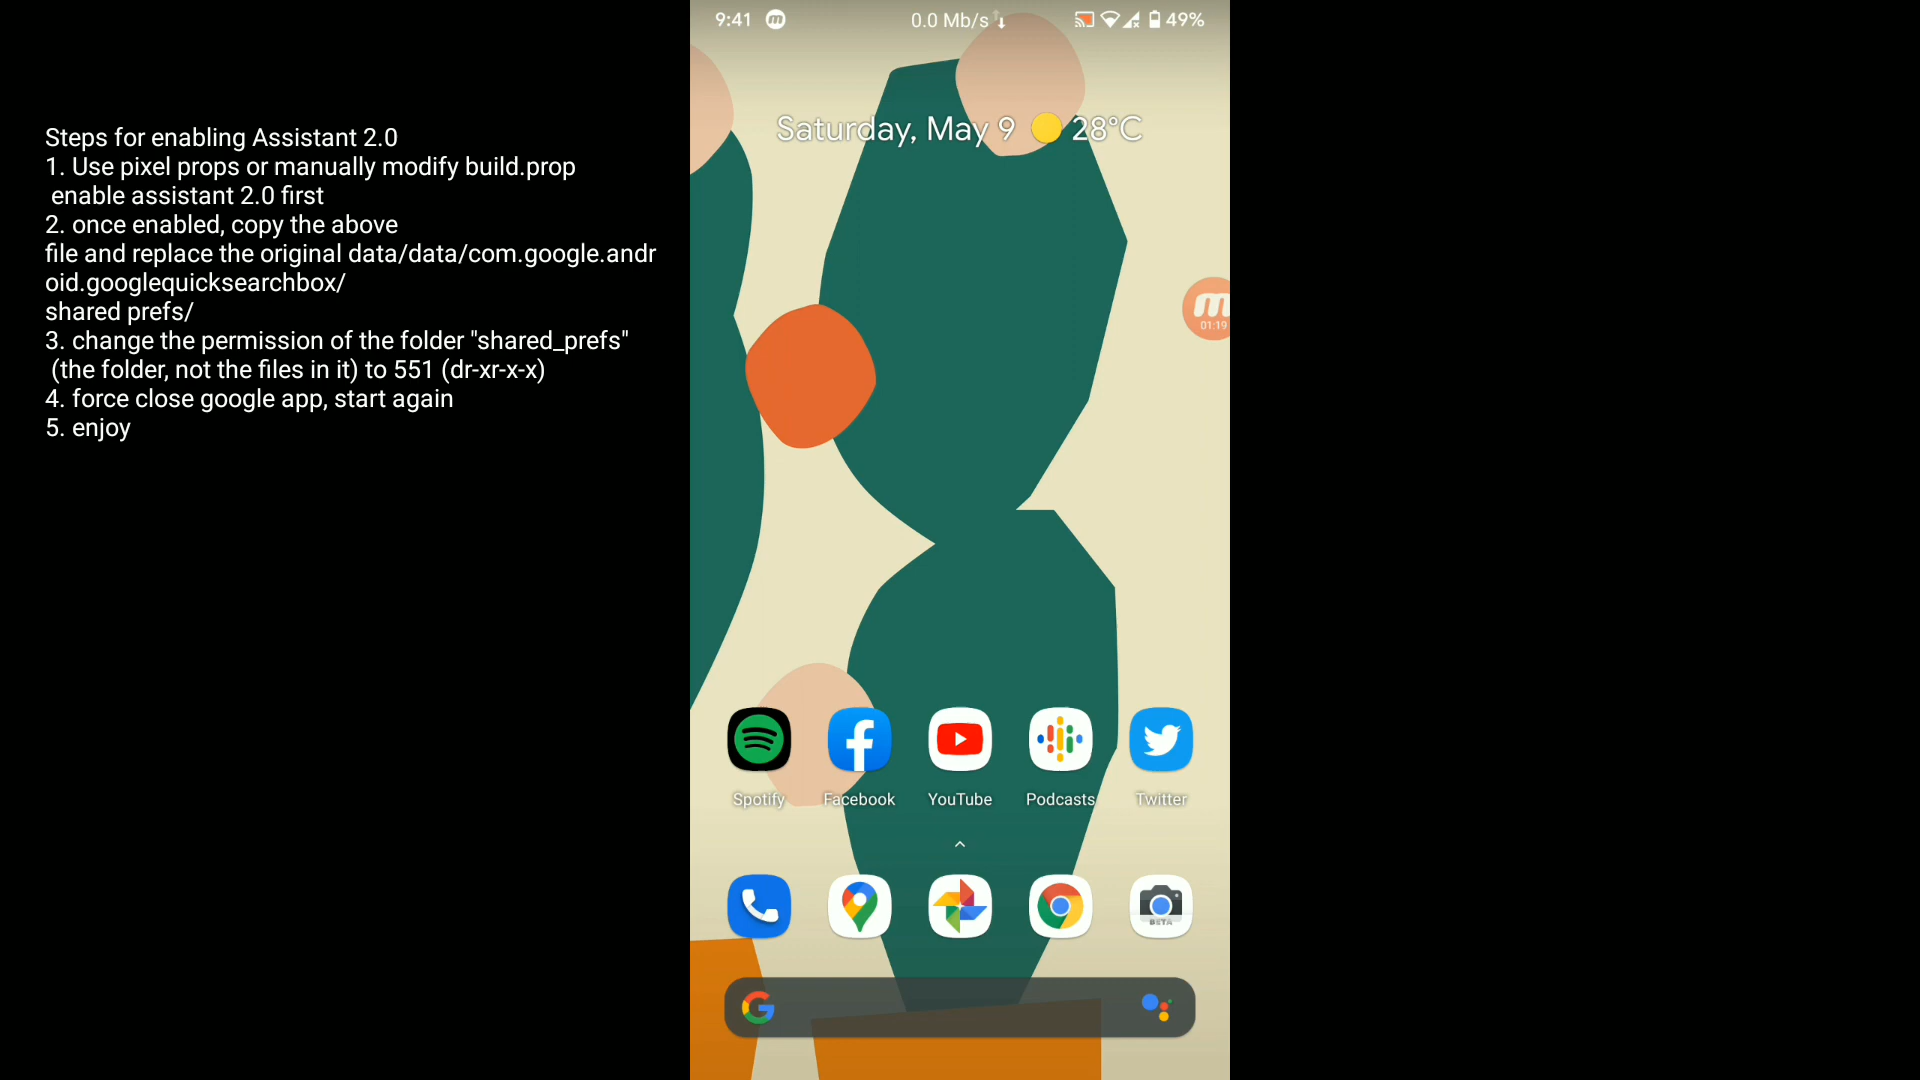 Steps for enabling Assistant 2.0
1. Use pixel props or manually modify build.prop
enable assistant 2.0 first
2. once enabled, copy the above
file and replace the original data/data/com.google.andr
oid.googlequicksearchbox/
shared prefs/
3. change the permission of the folder "shared_prefs"
(the folder, not the files in it) to 551 (dr-xr-x-x)
4. force close google app, start again
5. enjoy
9:41 0.0 Mb/s 49%
Saturday, May 9 28°C
01:19
Spotify Facebook YouTube Podcasts Twitter
BETA